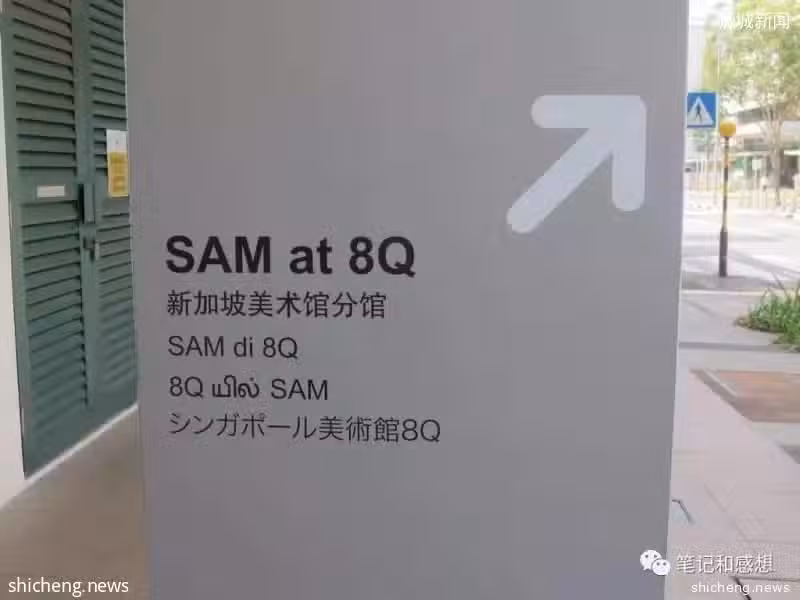 SAM at 8Q
新加坡美术馆分馆
SAM di 8Q
8Q யில் SAM
シンガポール美術館8Q
笔记和感想
shicheng.news
shicheng.news